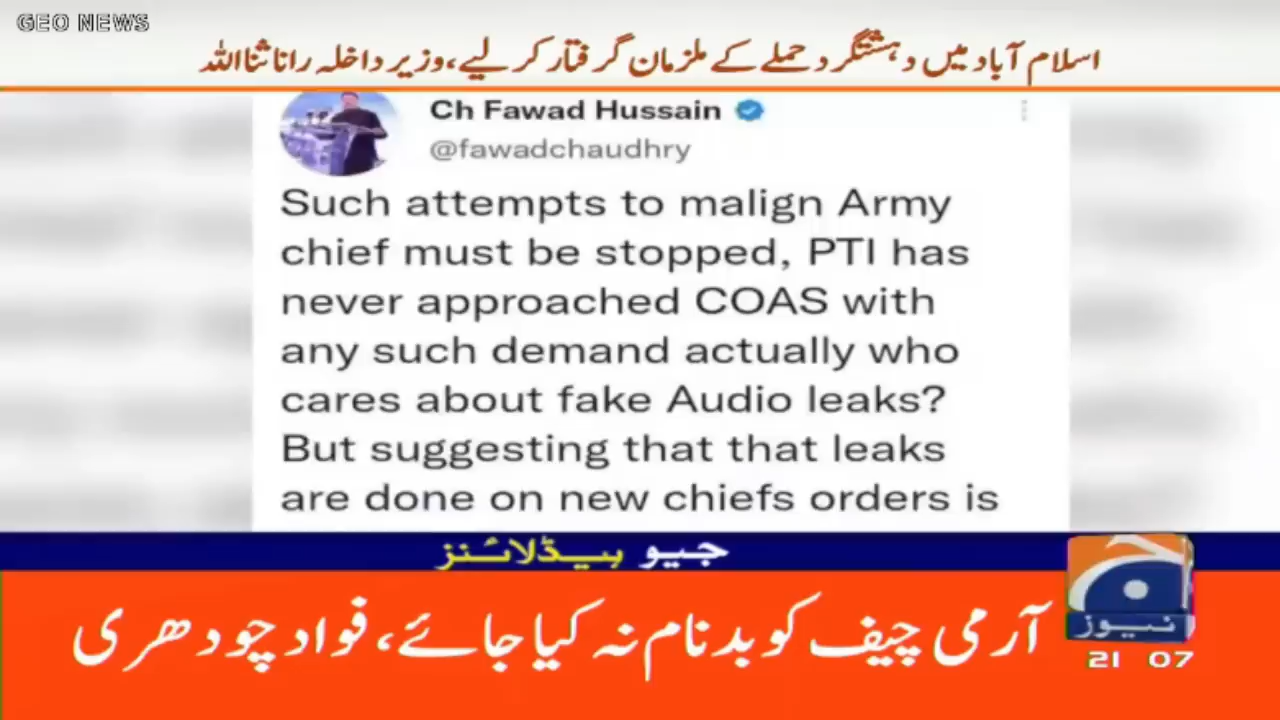 GEO NEWS
اسلام آباد میں دہشتگرد حملے کے ملزمان گرفتار کر لیے، وزیر داخلہ رانا ثنااللہ
Ch Fawad Hussain
@fawadchaudhry
Such attempts to malign Army
chief must be stopped, PTI has
never approached COAS with
any such demand actually who
cares about fake Audio leaks?
But suggesting that that leaks
are done on new chiefs orders is
جیو ہیڈلائنز
آرمی چیف کو بدنام نہ کیا جائے، فواد چودھری
نیوز
21 07